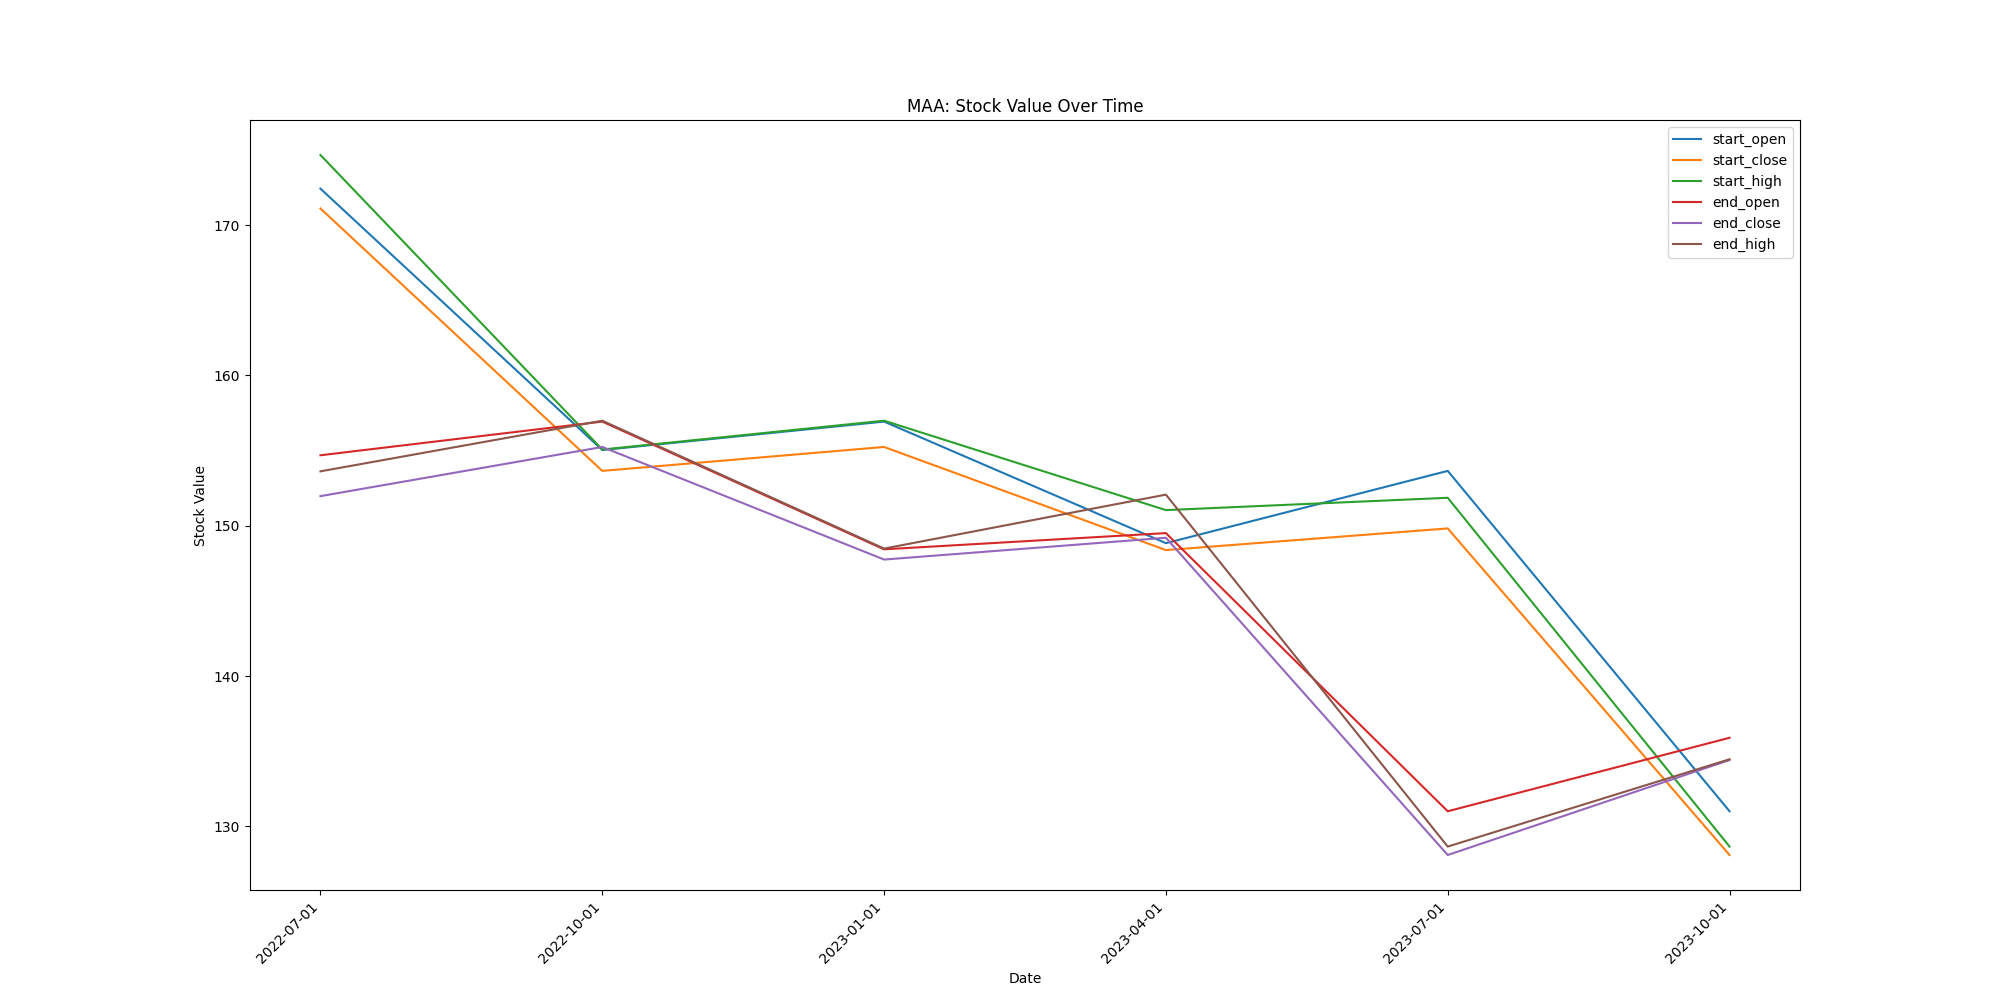 MAA: Stock Value Over Time
start_open
start_close
start_high
end_open
end_close
end_high
Stock Value
170
160
150
140
130
2022-07-01
2022-10-01
2023-01-01
2023-04-01
2023-07-01
2023-10-01
Date